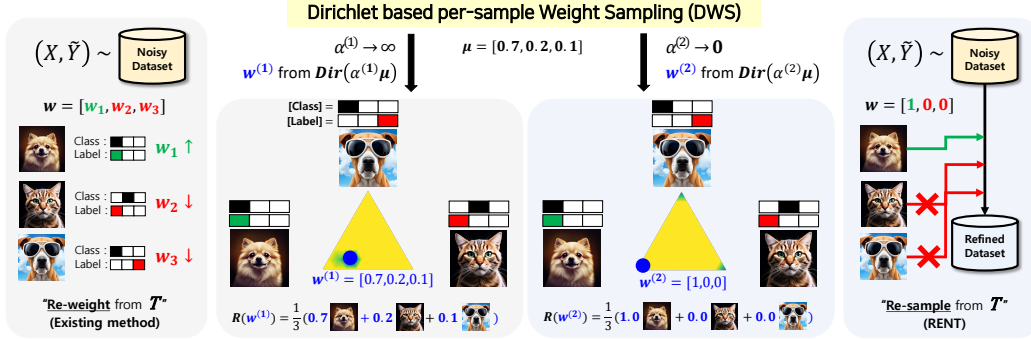 Dirichlet based per-sample Weight Sampling (DWS)
(X, Ỹ) ~
Noisy
Dataset
w = [w₁, w₂, w₃]
Class :
Label :
w₁ ↑
Class :
Label :
w₂ ↓
Class :
Label :
w₃ ↓
"Re-weight from T"
(Existing method)
α⁽¹⁾ → ∞
w⁽¹⁾ from Dir(α⁽¹⁾μ)
μ = [0.7, 0.2, 0.1]
α⁽²⁾ → 0
w⁽²⁾ from Dir(α⁽²⁾μ)
[Class] =
[Label] =
w⁽¹⁾ = [0.7,0.2,0.1]
R(w⁽¹⁾) = 1/3 (0.7 + 0.2 + 0.1 )
w⁽²⁾ = [1,0,0]
R(w⁽²⁾) = 1/3 (1.0 + 0.0 + 0.0 )
(X, Ỹ) ~
Noisy
Dataset
w = [1, 0, 0]
Refined
Dataset
"Re-sample from T"
(RENT)